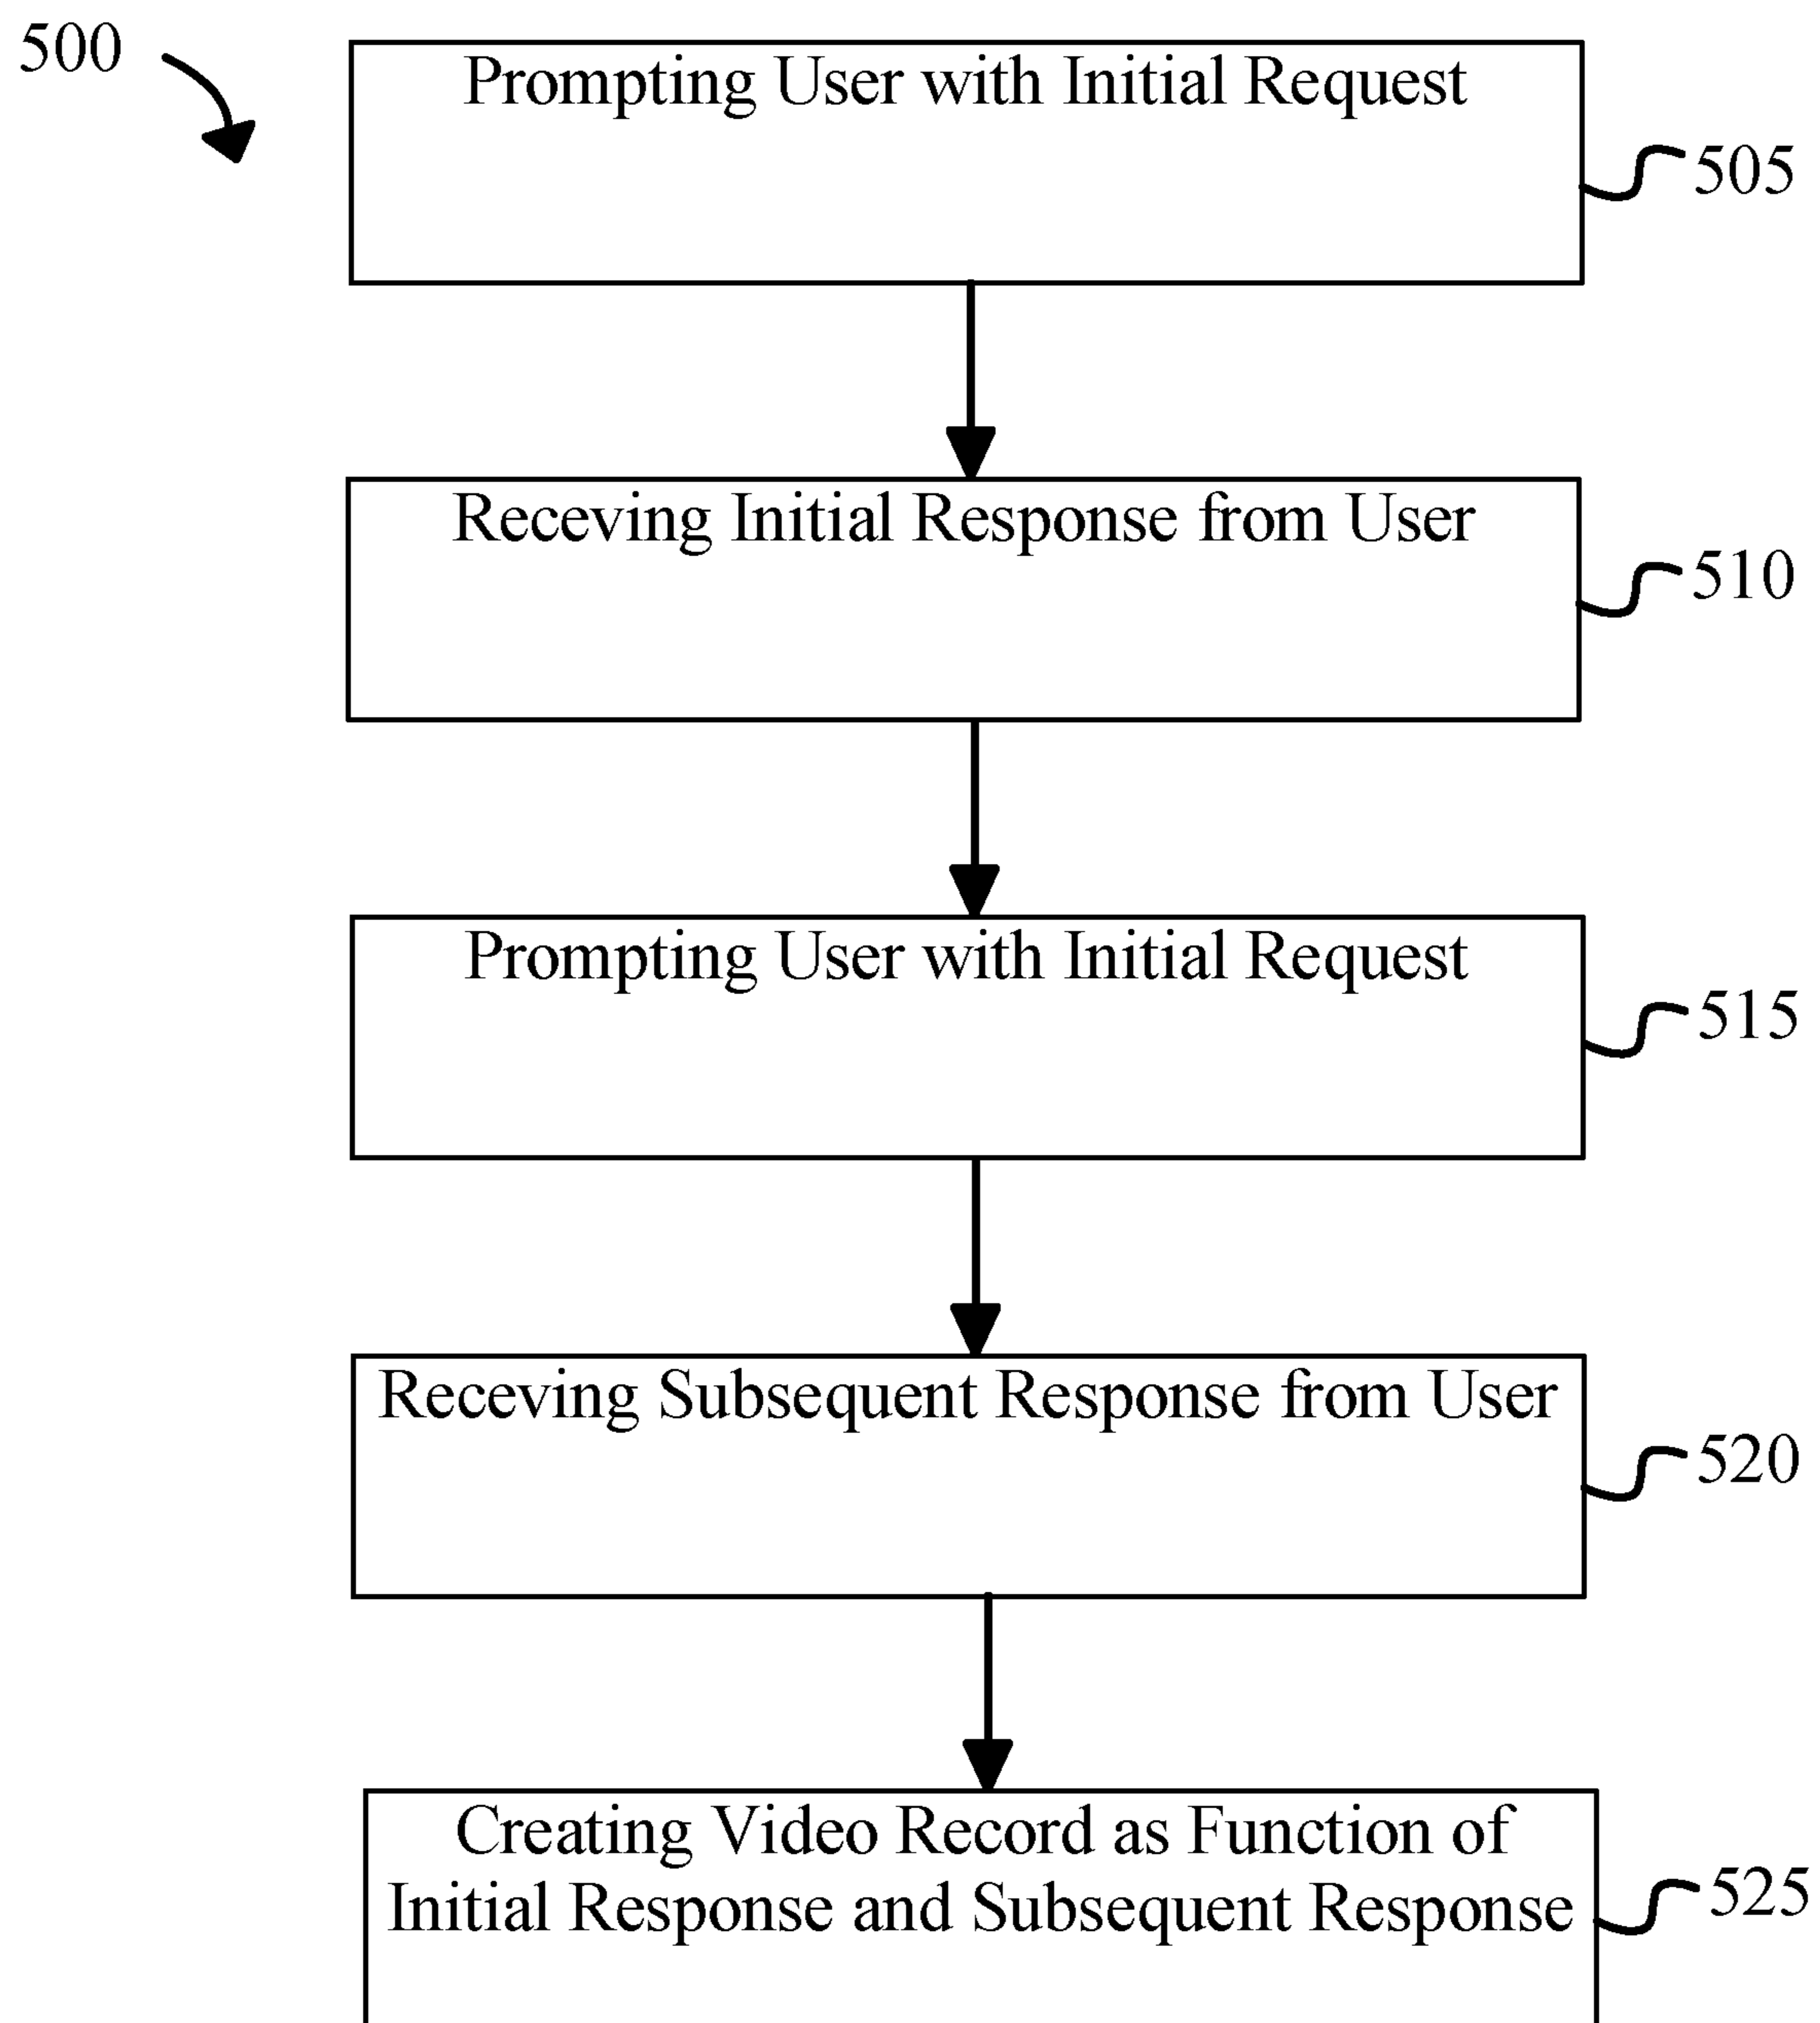 500
Prompting User with Initial Request
505
Receving Initial Response from User
510
Prompting User with Initial Request
515
Receving Subsequent Response from User
520
Creating Video Record as Function of
Initial Response and Subsequent Response
525